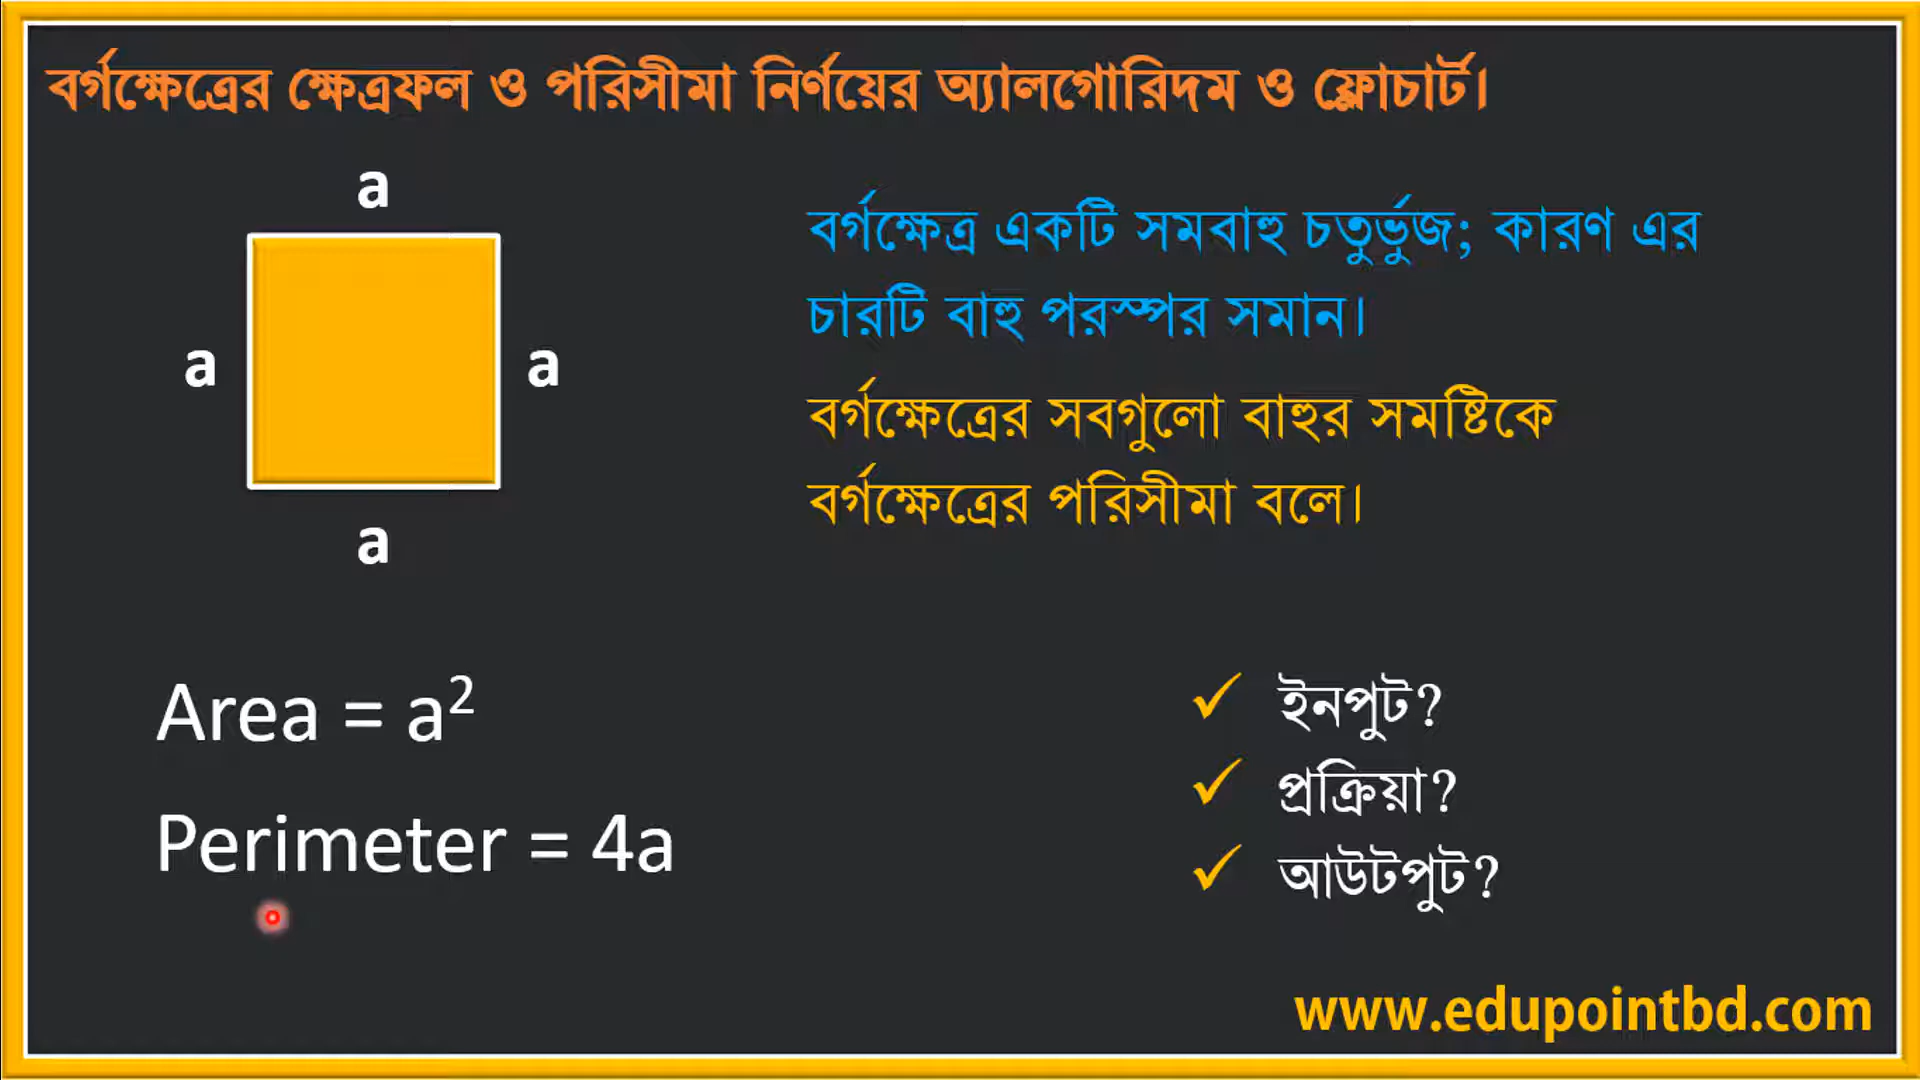 বর্গক্ষেত্রের ক্ষেত্রফল ও পরিসীমা নির্ণয়ের অ্যালগোরিদম ও ফ্লোচার্ট।
a
বর্গক্ষেত্র একটি সমবাহু চতুর্ভুজ; কারণ এর
চারটি বাহু পরস্পর সমান।
a a
বর্গক্ষেত্রের সবগুলো বাহুর সমষ্টিকে
বর্গক্ষেত্রের পরিসীমা বলে।
a
Area = a²
Perimeter = 4a
✓ ইনপুট?
✓ প্রক্রিয়া?
✓ আউটপুট?
www.edupointbd.com